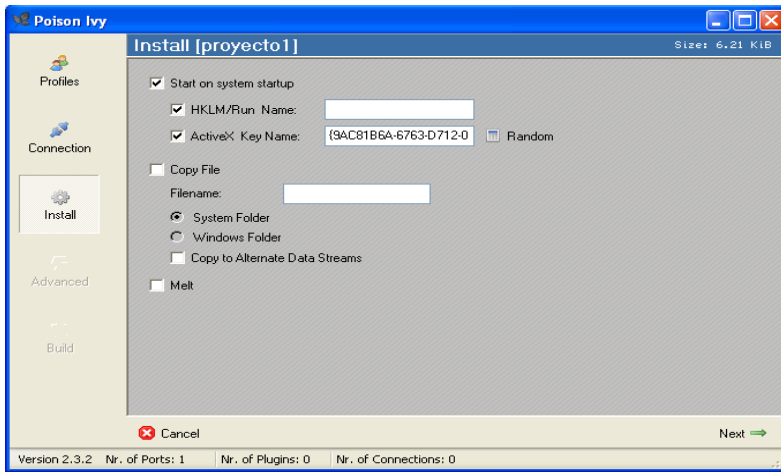 Poison Ivy
Install [proyecto1]
Size: 6.21 KiB
Profiles
Connection
Install
Advanced
Build
Start on system startup
HKLM/Run Name:
ActiveX Key Name: {9AC81B6A-6763-D712-0 Random
Copy File
Filename:
System Folder
Windows Folder
Copy to Alternate Data Streams
Melt
Cancel
Next
Version 2.3.2 Nr. of Ports: 1 Nr. of Plugins: 0 Nr. of Connections: 0